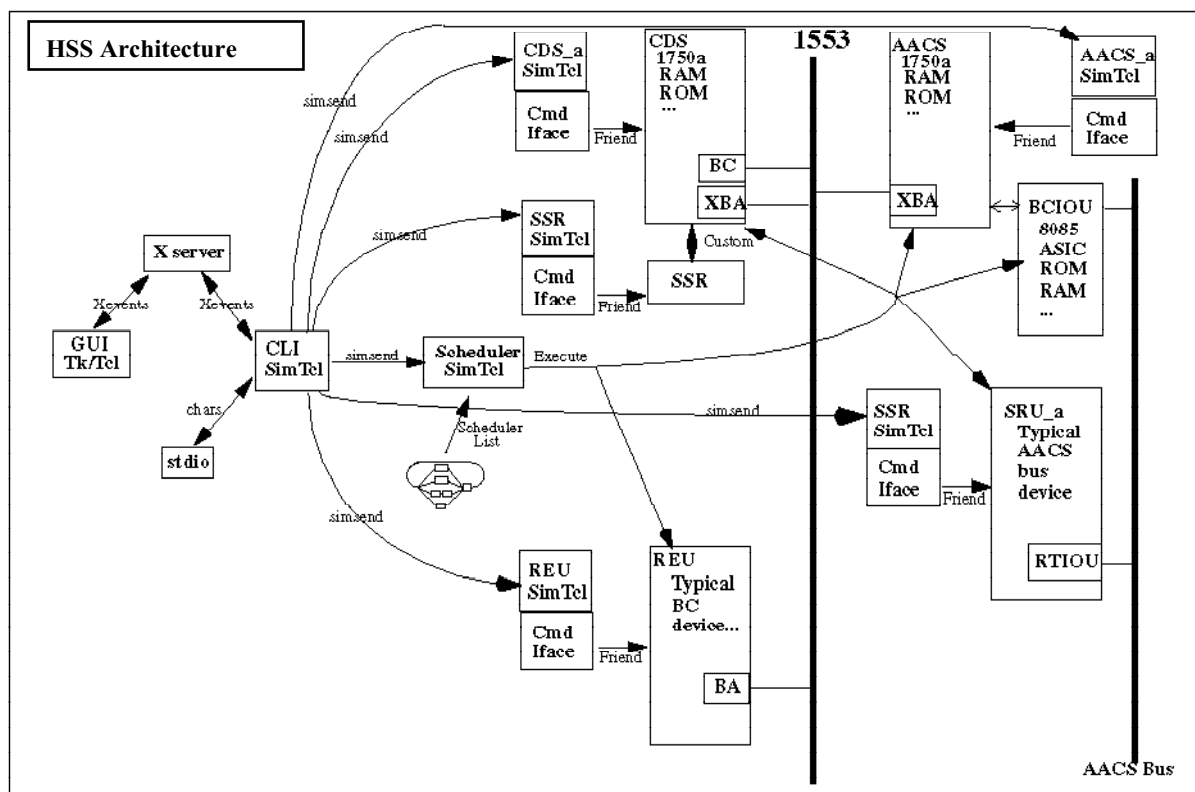 HSS Architecture
simsend
simsend
CDS_a
SimTcl
Cmd
Iface
Friend
CDS
1750a
RAM
ROM
...
BC
XBA
1553
AACS
1750a
RAM
ROM
...
XBA
AACS_a
SimTcl
Cmd
Iface
Friend
BCIOU
8085
ASIC
ROM
RAM
...
simsend
SSR
SimTcl
Cmd
Iface
Friend
Custom
SSR
X server
Xevents
Xevents
GUI
Tk/Tcl
CLI
SimTcl
chars
stdio
simsend
Scheduler
SimTcl
Execute
Scheduler
List
simsend
SSR
SimTcl
Cmd
Iface
Friend
SRU_a
Typical
AACS
bus
device
RTIOU
simsend
REU
SimTcl
Cmd
Iface
Friend
REU
Typical
BC
device...
BA
AACS Bus